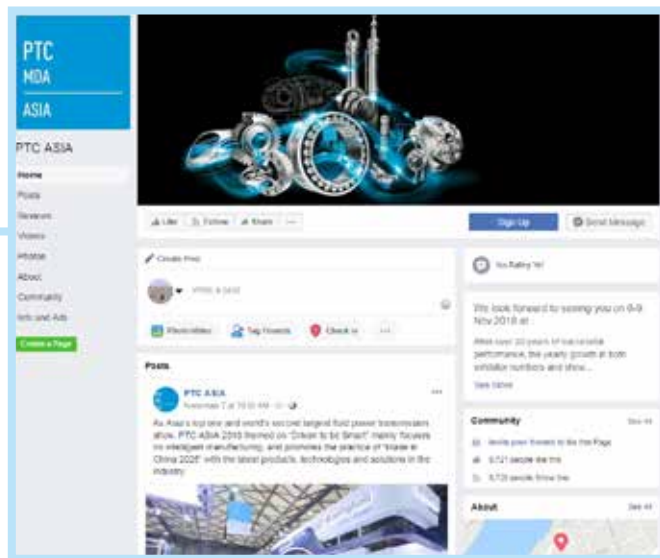 PTC
MDA
ASIA
PTC ASIA
Home
Posts
Reviews
Videos
Photos
About
Community
Info and Ads
Create a Page
Like Follow Share ...
Sign Up
Send Message
Create Post
Write a post
Photo/Video Tag Friends Check in ...
Posts
PTC ASIA
November 7 at
As Asia's top one and world's second largest fluid power transmission
show, PTC ASIA 2018 themed on "Driven to be Smart" mainly focuses
on intelligent manufacturing, and promotes the practice of "Made in
China 2025" with the latest products, technologies and solutions in the
industry.
No Rating Yet
We look forward to seeing you on 6-9
Nov 2018 at
After over 20 years of successful
performance, the yearly growth in both
exhibitor numbers and show...
See More
Community See All
Invite your friends to like this Page
people like this
people follow this
About See All